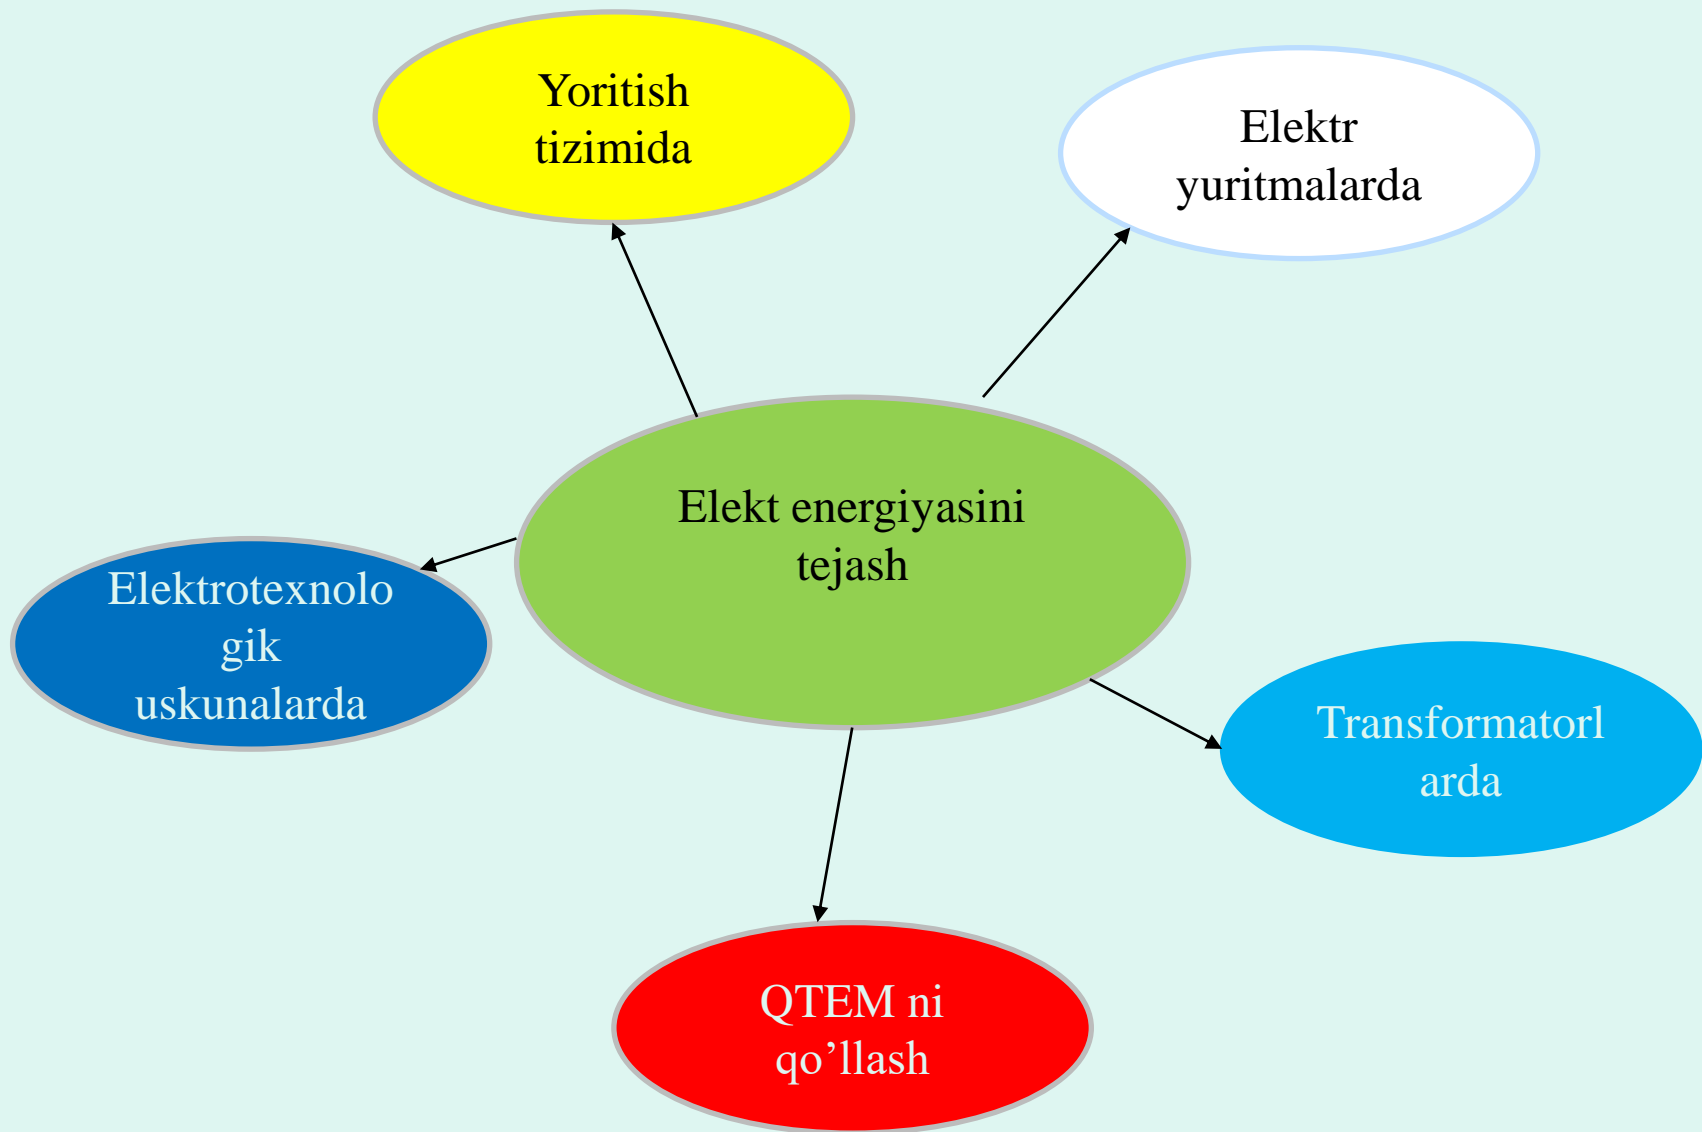 Yoritish
tizimida
Elektr
yuritmalarda
Elekt energiyasini
tejash
Elektrotexnolo
gik
uskunalarda
Transformatorl
arda
QTEM ni
qo’llash